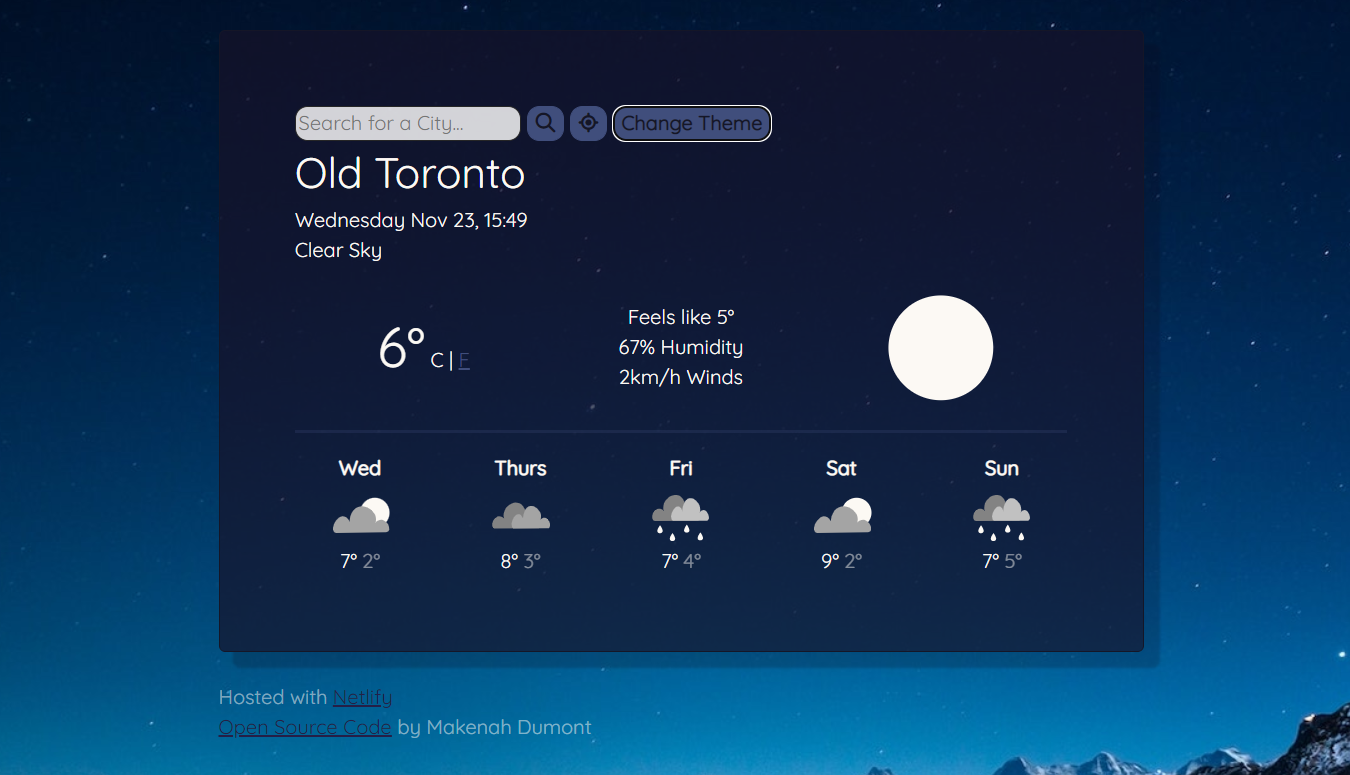 Search for a City...
Change Theme
Old Toronto
Wednesday Nov 23, 15:49
Clear Sky
6° C | F
Feels like 5°
67% Humidity
2km/h Winds
Wed Thurs Fri Sat Sun
7° 2° 8° 3° 7° 4° 9° 2° 7° 5°
Hosted with Netlify
Open Source Code by Makenah Dumont